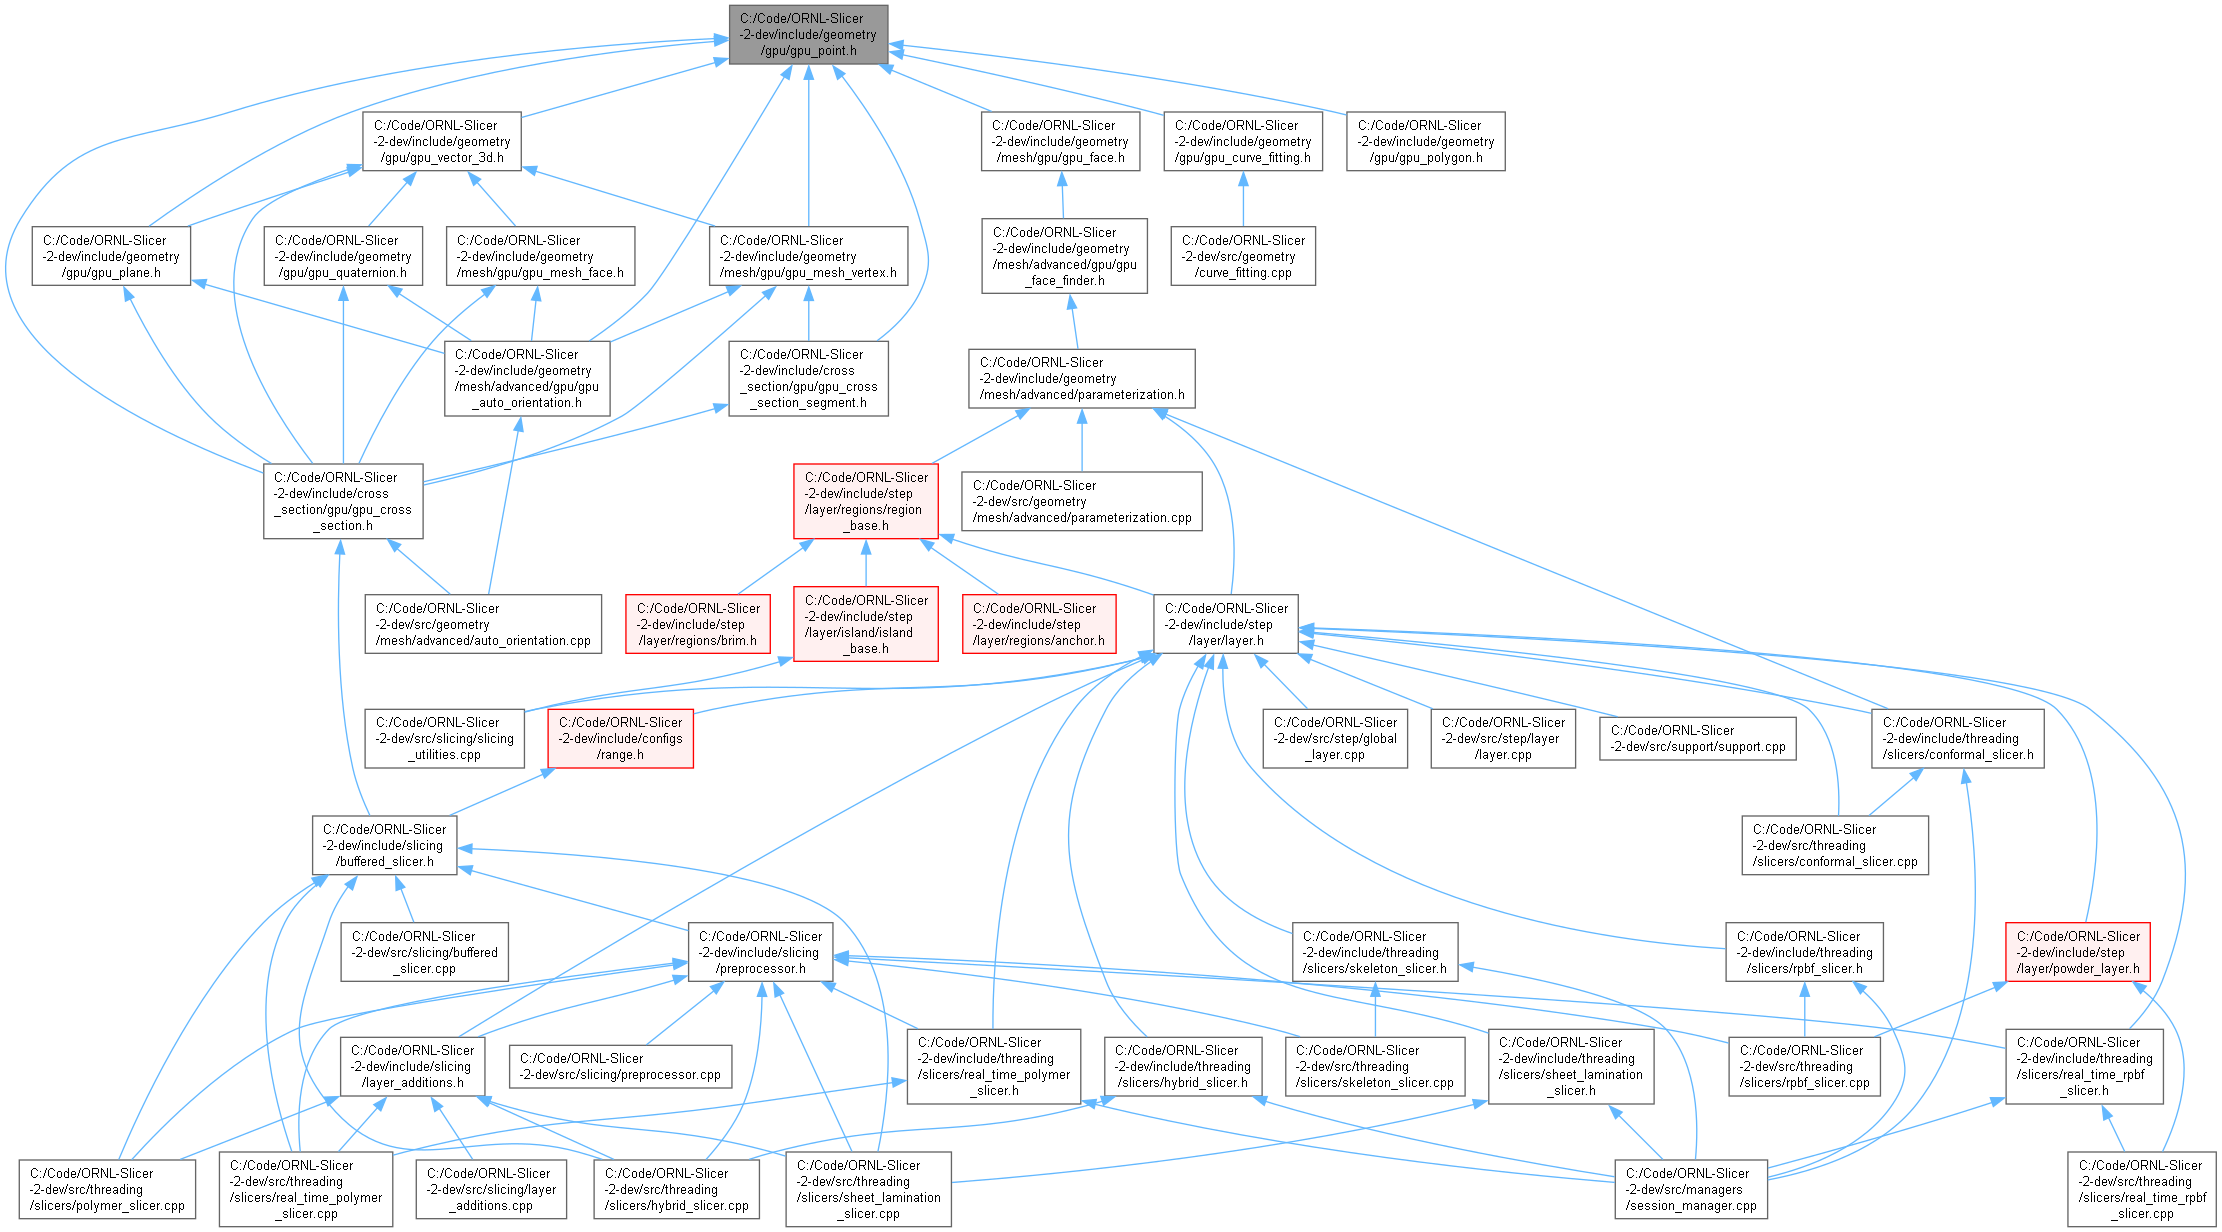 C:/Code/ORNL-Slicer
-2-dev/include/geometry
/gpu/gpu_point.h
C:/Code/ORNL-Slicer
-2-dev/include/geometry
/gpu/gpu_vector_3d.h
C:/Code/ORNL-Slicer
-2-dev/include/geometry
/mesh/gpu/gpu_face.h
C:/Code/ORNL-Slicer
-2-dev/include/geometry
/gpu/gpu_curve_fitting.h
C:/Code/ORNL-Slicer
-2-dev/include/geometry
/gpu/gpu_polygon.h
C:/Code/ORNL-Slicer
-2-dev/include/geometry
/gpu/gpu_plane.h
C:/Code/ORNL-Slicer
-2-dev/include/geometry
/gpu/gpu_quaternion.h
C:/Code/ORNL-Slicer
-2-dev/include/geometry
/mesh/gpu/gpu_mesh_face.h
C:/Code/ORNL-Slicer
-2-dev/include/geometry
/mesh/gpu/gpu_mesh_vertex.h
C:/Code/ORNL-Slicer
-2-dev/include/geometry
/mesh/advanced/gpu/gpu
_face_finder.h
C:/Code/ORNL-Slicer
-2-dev/src/geometry
/curve_fitting.cpp
C:/Code/ORNL-Slicer
-2-dev/include/geometry
/mesh/advanced/gpu/gpu
_auto_orientation.h
C:/Code/ORNL-Slicer
-2-dev/include/cross
_section/gpu/gpu_cross
_section_segment.h
C:/Code/ORNL-Slicer
-2-dev/include/geometry
/mesh/advanced/parameterization.h
C:/Code/ORNL-Slicer
-2-dev/include/cross
_section/gpu/gpu_cross
_section.h
C:/Code/ORNL-Slicer
-2-dev/include/step
/layer/regions/region
_base.h
C:/Code/ORNL-Slicer
-2-dev/src/geometry
/mesh/advanced/parameterization.cpp
C:/Code/ORNL-Slicer
-2-dev/src/geometry
/mesh/advanced/auto_orientation.cpp
C:/Code/ORNL-Slicer
-2-dev/include/step
/layer/regions/brim.h
C:/Code/ORNL-Slicer
-2-dev/include/step
/layer/island/island
_base.h
C:/Code/ORNL-Slicer
-2-dev/include/step
/layer/regions/anchor.h
C:/Code/ORNL-Slicer
-2-dev/include/step
/layer/layer.h
C:/Code/ORNL-Slicer
-2-dev/src/slicing/slicing
_utilities.cpp
C:/Code/ORNL-Slicer
-2-dev/include/configs
/range.h
C:/Code/ORNL-Slicer
-2-dev/src/step/global
_layer.cpp
C:/Code/ORNL-Slicer
-2-dev/src/step/layer
/layer.cpp
C:/Code/ORNL-Slicer
-2-dev/src/support/support.cpp
C:/Code/ORNL-Slicer
-2-dev/include/threading
/slicers/conformal_slicer.h
C:/Code/ORNL-Slicer
-2-dev/include/slicing
/buffered_slicer.h
C:/Code/ORNL-Slicer
-2-dev/src/threading
/slicers/conformal_slicer.cpp
C:/Code/ORNL-Slicer
-2-dev/src/slicing/buffered
_slicer.cpp
C:/Code/ORNL-Slicer
-2-dev/include/slicing
/preprocessor.h
C:/Code/ORNL-Slicer
-2-dev/include/threading
/slicers/skeleton_slicer.h
C:/Code/ORNL-Slicer
-2-dev/include/threading
/slicers/rpbf_slicer.h
C:/Code/ORNL-Slicer
-2-dev/include/step
/layer/powder_layer.h
C:/Code/ORNL-Slicer
-2-dev/include/slicing
/layer_additions.h
C:/Code/ORNL-Slicer
-2-dev/src/slicing/preprocessor.cpp
C:/Code/ORNL-Slicer
-2-dev/include/threading
/slicers/real_time_polymer
_slicer.h
C:/Code/ORNL-Slicer
-2-dev/include/threading
/slicers/hybrid_slicer.h
C:/Code/ORNL-Slicer
-2-dev/src/threading
/slicers/skeleton_slicer.cpp
C:/Code/ORNL-Slicer
-2-dev/include/threading
/slicers/sheet_lamination
_slicer.h
C:/Code/ORNL-Slicer
-2-dev/src/threading
/slicers/rpbf_slicer.cpp
C:/Code/ORNL-Slicer
-2-dev/include/threading
/slicers/real_time_rpbf
_slicer.h
C:/Code/ORNL-Slicer
-2-dev/src/threading
/slicers/polymer_slicer.cpp
C:/Code/ORNL-Slicer
-2-dev/src/threading
/slicers/real_time_polymer
_slicer.cpp
C:/Code/ORNL-Slicer
-2-dev/src/slicing/layer
_additions.cpp
C:/Code/ORNL-Slicer
-2-dev/src/threading
/slicers/hybrid_slicer.cpp
C:/Code/ORNL-Slicer
-2-dev/src/threading
/slicers/sheet_lamination
_slicer.cpp
C:/Code/ORNL-Slicer
-2-dev/src/managers
/session_manager.cpp
C:/Code/ORNL-Slicer
-2-dev/src/threading
/slicers/real_time_rpbf
_slicer.cpp